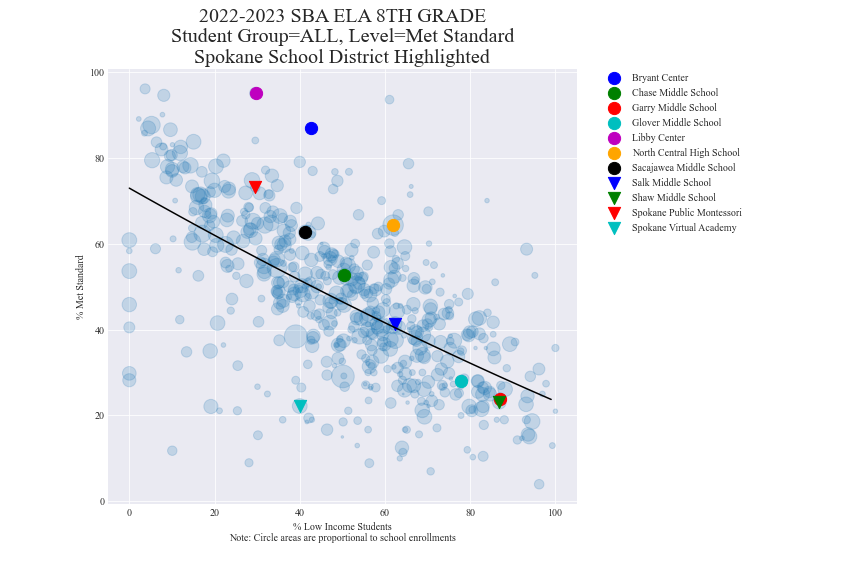 2022-2023 SBA ELA 8TH GRADE
Student Group=ALL, Level=Met Standard
Spokane School District Highlighted
100
80
60
40
20
0
% Met Standard
0 20 40 60 80 100
% Low Income Students
Note: Circle areas are proportional to school enrollments
Bryant Center
Chase Middle School
Garry Middle School
Glover Middle School
Libby Center
North Central High School
Sacajawea Middle School
Salk Middle School
Shaw Middle School
Spokane Public Montessori
Spokane Virtual Academy